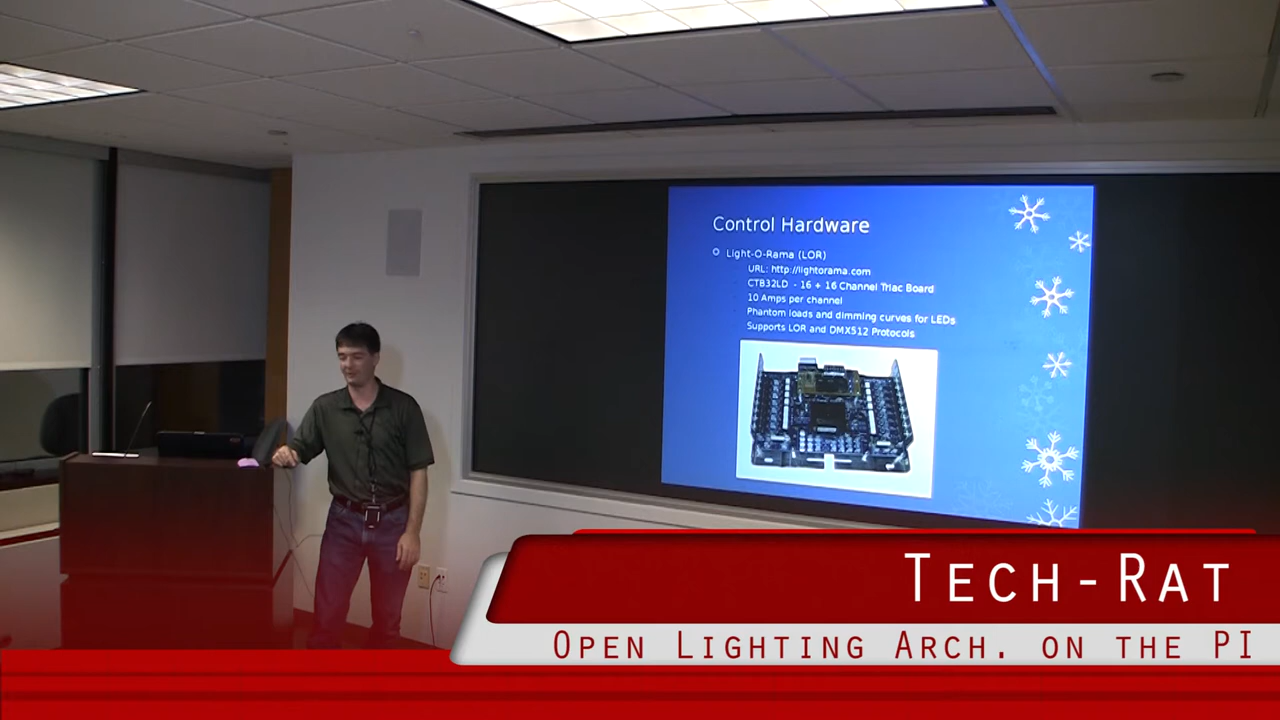 Control Hardware
Light-O-Rama (LOR)
URL: http://lightorama.com
CTB32LD - 16 + 16 Channel Triac Board
10 Amps per channel
Phantom loads and dimming curves for LEDs
Supports LOR and DMX512 Protocols
Tech-Rat
Open Lighting Arch. on the PI